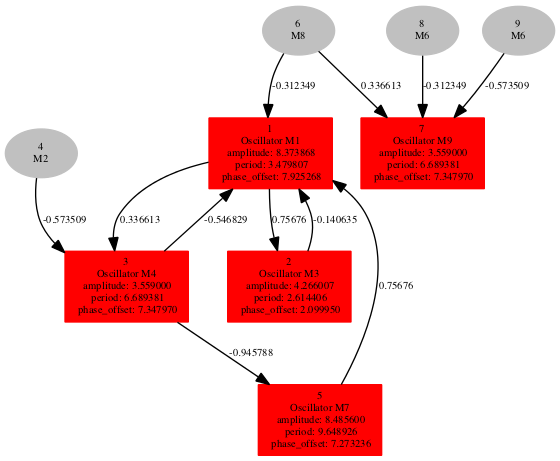 6
M8
8
M6
9
M6
-0.312349
0.336613
-0.312349
-0.573509
1
Oscillator M1
amplitude: 8.373868
period: 3.479807
phase_offset: 7.925268
7
Oscillator M9
amplitude: 3.559000
period: 6.689381
phase_offset: 7.347970
4
M2
-0.573509
0.336613
-0.546829
0.75676
-0.140635
0.75676
3
Oscillator M4
amplitude: 3.559000
period: 6.689381
phase_offset: 7.347970
2
Oscillator M3
amplitude: 4.266007
period: 2.614406
phase_offset: 2.099950
-0.945788
5
Oscillator M7
amplitude: 8.485600
period: 9.648926
phase_offset: 7.273236